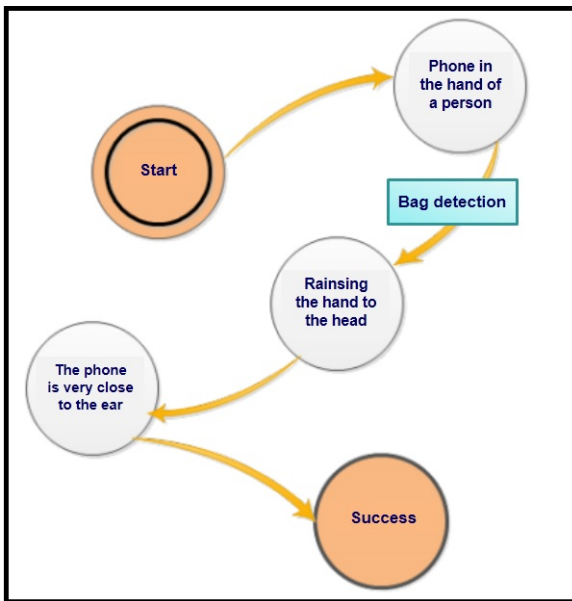 Start
Phone in
the hand of
a person
Bag detection
Rainsing
the hand to
the head
The phone
is very close
to the ear
Success